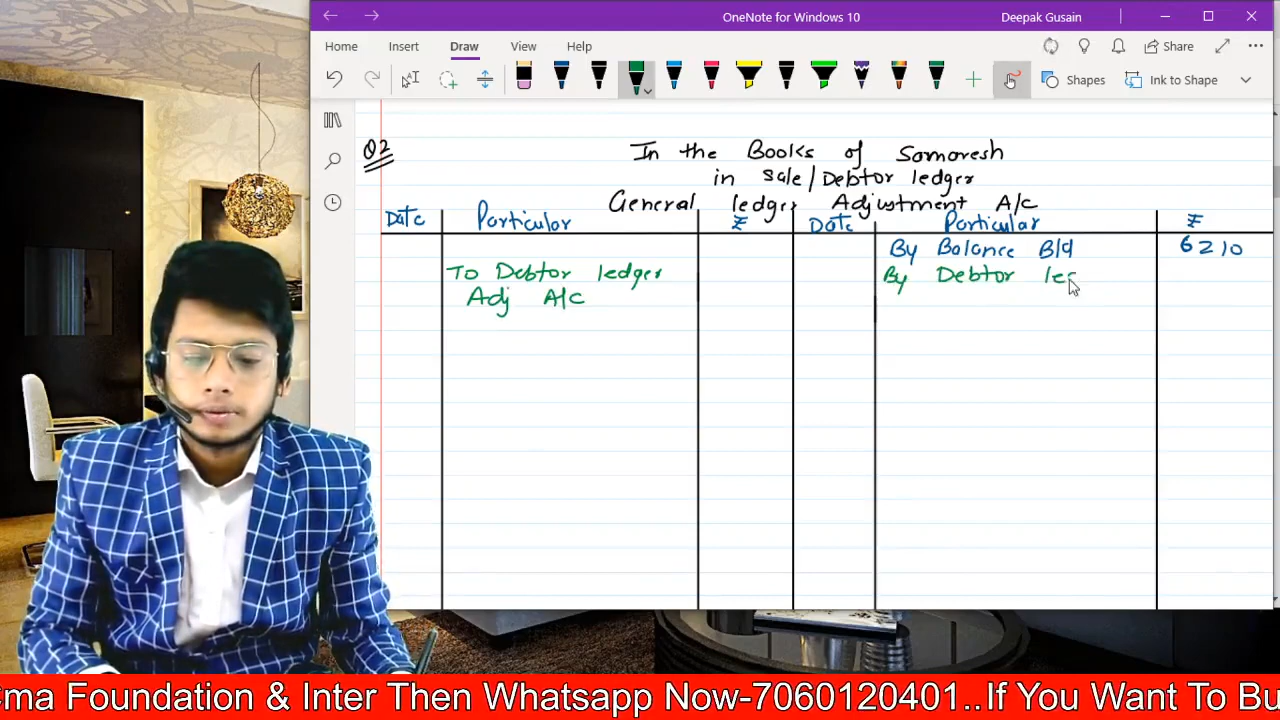 OneNote for Windows 10
Deepak Gusain
Home Insert Draw View Help
Share
Shapes
Ink to Shape
Q2
In the Books of Samaresh
in Sale/Debtor ledger
General ledger Adjustment A/c
Date Particular ₹ Date Particular ₹
By Balance B/d 6210
To Debtor ledger
Adj A/c
By Debtor led
Cma Foundation & Inter Then Whatsapp Now-7060120401..If You Want To Bu